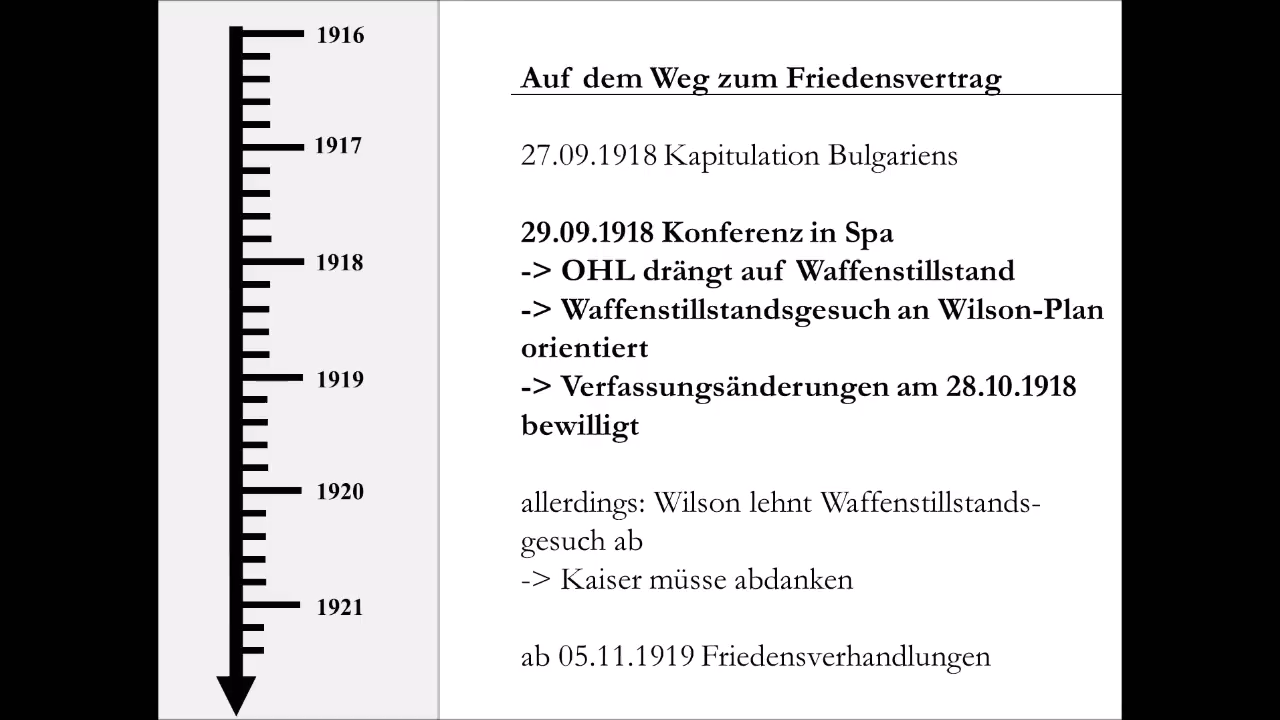 1916
1917
1918
1919
1920
1921
Auf dem Weg zum Friedensvertrag
27.09.1918 Kapitulation Bulgariens
29.09.1918 Konferenz in Spa
-> OHL drängt auf Waffenstillstand
-> Waffenstillstandsgesuch an Wilson-Plan
orientiert
-> Verfassungsänderungen am 28.10.1918
bewilligt
allerdings: Wilson lehnt Waffenstillstands-
gesuch ab
-> Kaiser müsse abdanken
ab 05.11.1919 Friedensverhandlungen